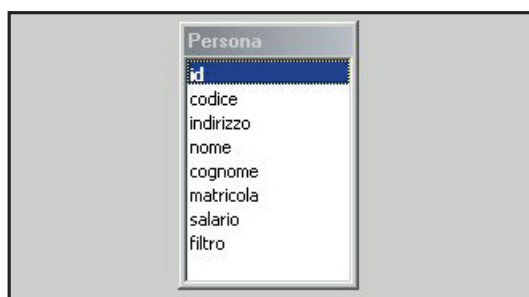 Persona
id
codice
indirizzo
nome
cognome
matricola
salario
filtro